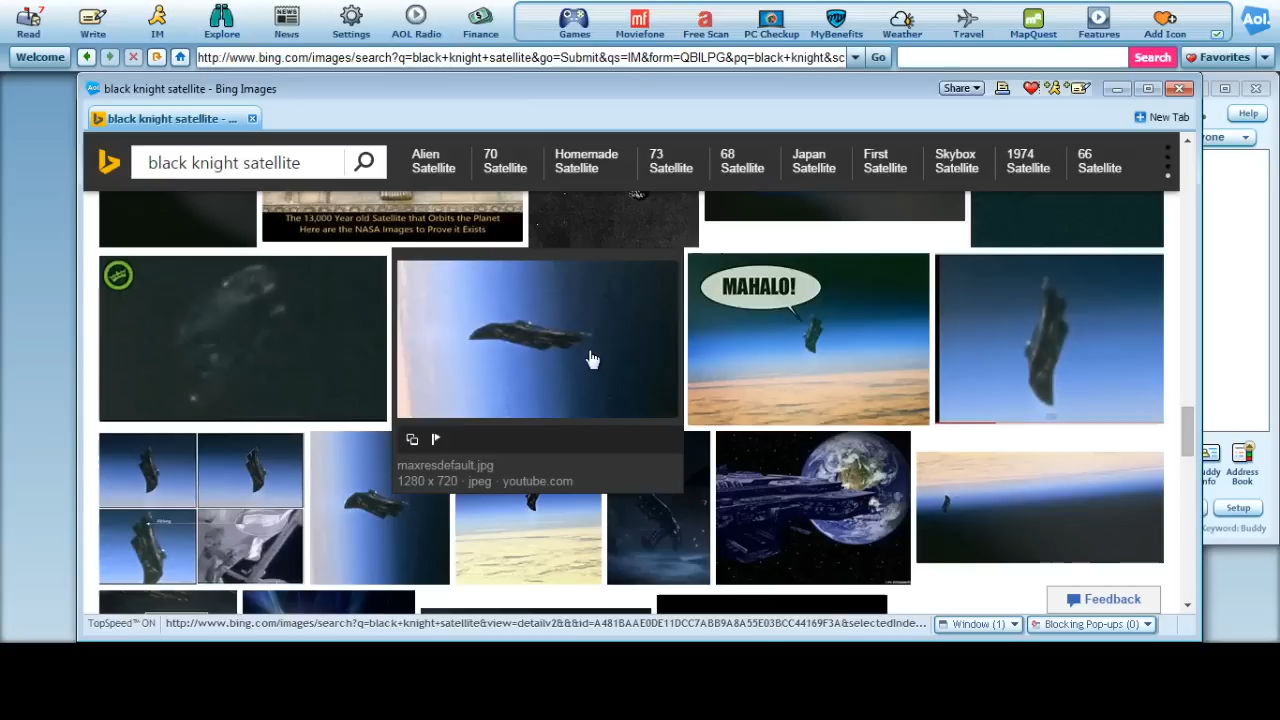 7
Read
Write
IM
Explore
News
Settings
AOL Radio
Finance
Games
Moviefone
Free Scan
PC Checkup
MyBenefits
Weather
Travel
MapQuest
Features
Add Icon
Aol.
Welcome
http://www.bing.com/images/search?q=black+knight+satellite&go=Submit&qs=IM&form=QBILPG&pq=black+knight&sc
Go
Search
Favorites
black knight satellite - Bing Images
Share
black knight satellite - ...
New Tab
Help
black knight satellite
Alien
Satellite
70
Satellite
Homemade
Satellite
73
Satellite
68
Satellite
Japan
Satellite
First
Satellite
Skybox
Satellite
1974
Satellite
66
Satellite
The 13,000 Year old Satellite that Orbits the Planet
Here are the NASA Images to Prove it Exists
MAHALO!
maxresdefault.jpg
1280 x 720 · jpeg · youtube.com
Address
Book
Setup
Keyword: Buddy
Feedback
TopSpeed™ ON
http://www.bing.com/images/search?q=black+knight+satellite&view=detailv2&&id=A481BAAE0DE11DCC7ABB9A8A55E03BCC44169F3A&selectedInde...
Window (1)
Blocking Pop-ups (0)